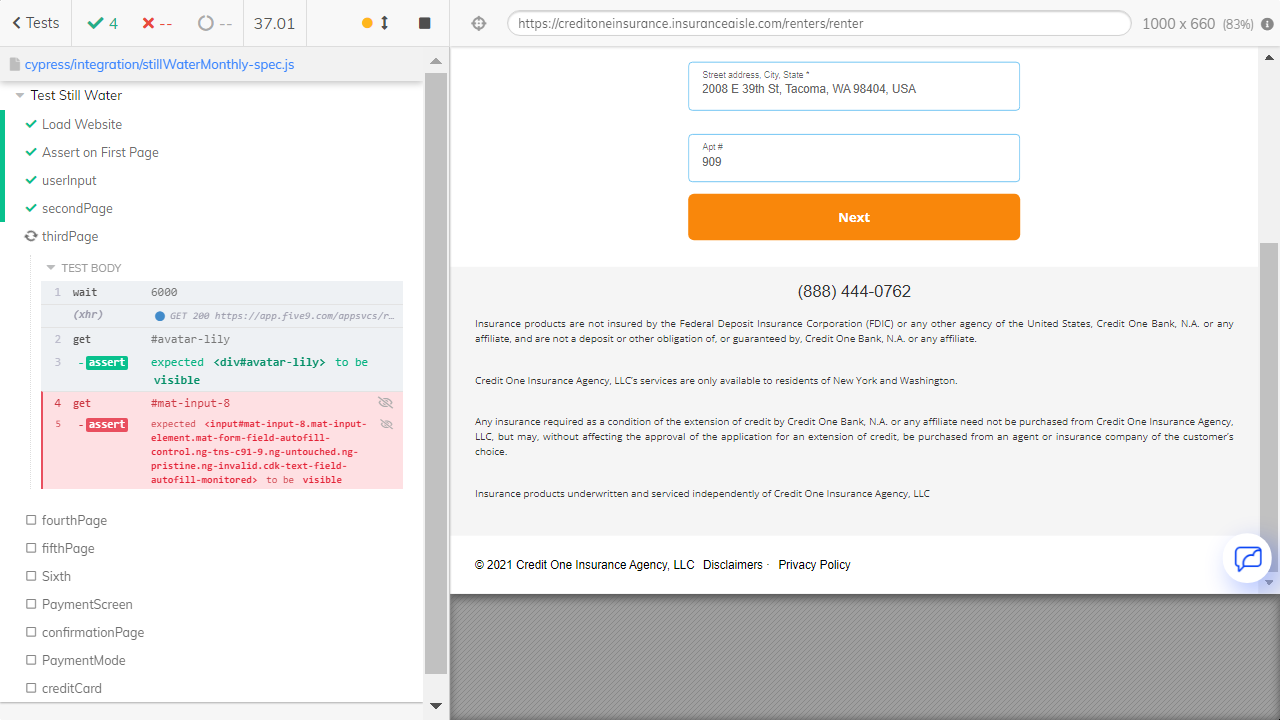 Tests
4
--
--
37.01
https://creditoneinsurance.insuranceaisle.com/renters/renter
1000 x 660 (83%)
cypress/integration/stillWaterMonthly-spec.js
Test Still Water
Load Website
Assert on First Page
userInput
secondPage
thirdPage
TEST BODY
1 wait 6000
(xhr) GET 200 https://app.five9.com/appsvcs/r…
2 get #avatar-lily
3 -assert expected <div#avatar-lily> to be
visible
4 get #mat-input-8
5 -assert expected <input#mat-input-8.mat-input-
element.mat-form-field-autofill-
control.ng-tns-c91-9.ng-untouched.ng-
pristine.ng-invalid.cdk-text-field-
autofill-monitored> to be visible
fourthPage
fifthPage
Sixth
PaymentScreen
confirmationPage
PaymentMode
creditCard
Street address, City, State *
2008 E 39th St, Tacoma, WA 98404, USA
Apt #
909
Next
(888) 444-0762
Insurance products are not insured by the Federal Deposit Insurance Corporation (FDIC) or any other agency of the United States, Credit One Bank, N.A. or any
affiliate, and are not a deposit or other obligation of, or guaranteed by, Credit One Bank, N.A. or any affiliate.
Credit One Insurance Agency, LLC's services are only available to residents of New York and Washington.
Any insurance required as a condition of the extension of credit by Credit One Bank, N.A. or any affiliate need not be purchased from Credit One Insurance Agency,
LLC, but may, without affecting the approval of the application for an extension of credit, be purchased from an agent or insurance company of the customer's
choice.
Insurance products underwritten and serviced independently of Credit One Insurance Agency, LLC
© 2021 Credit One Insurance Agency, LLC Disclaimers · Privacy Policy